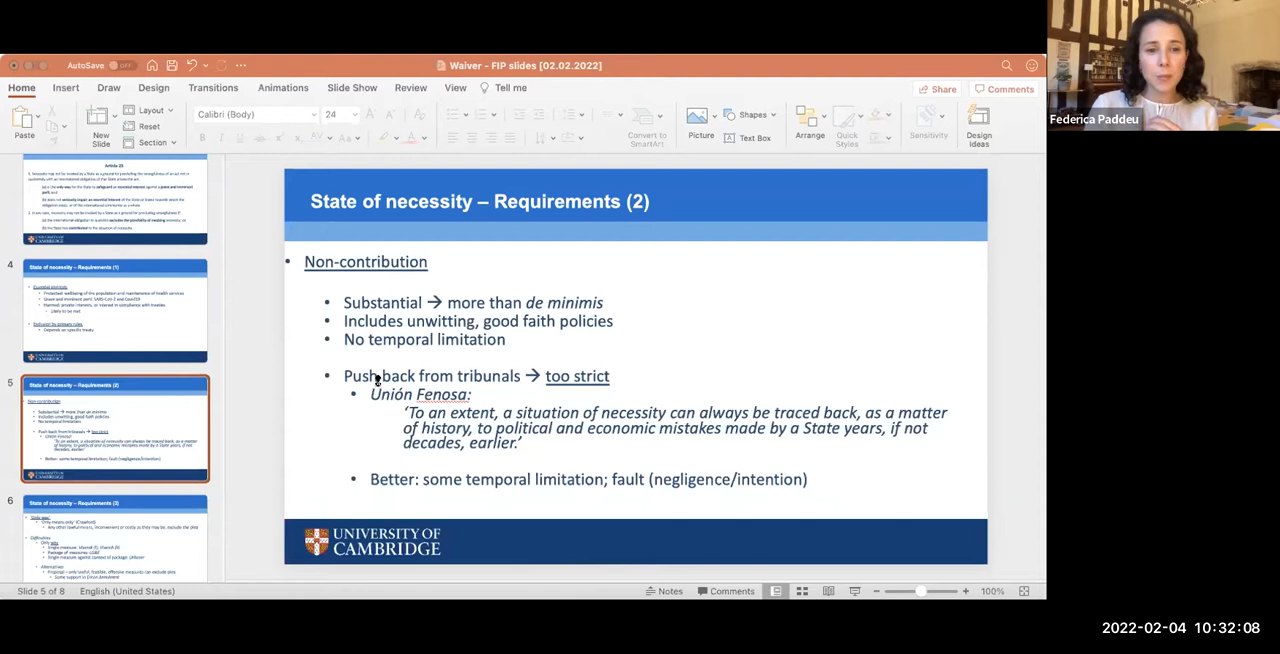 AutoSave OFF
Waiver - FIP slides [02.02.2022]
Home Insert Draw Design Transitions Animations Slide Show Review View Tell me
Share Comments
Paste
New Slide
Layout
Reset
Section
Calibri (Body) 24
Convert to SmartArt
Picture
Shapes
Text Box
Arrange
Quick Styles
Sensitivity
Design Ideas
Federica Paddeu
Article 25
4
State of necessity – Requirements (1)
5
State of necessity – Requirements (2)
Non-contribution
6
State of necessity – Requirements (3)
State of necessity – Requirements (2)
• Non-contribution
• Substantial → more than de minimis
• Includes unwitting, good faith policies
• No temporal limitation
• Push back from tribunals → too strict
• Unión Fenosa:
‘To an extent, a situation of necessity can always be traced back, as a matter
of history, to political and economic mistakes made by a State years, if not
decades, earlier.’
• Better: some temporal limitation; fault (negligence/intention)
UNIVERSITY OF
CAMBRIDGE
Slide 5 of 8 English (United States)
Notes Comments 100%
2022-02-04 10:32:08